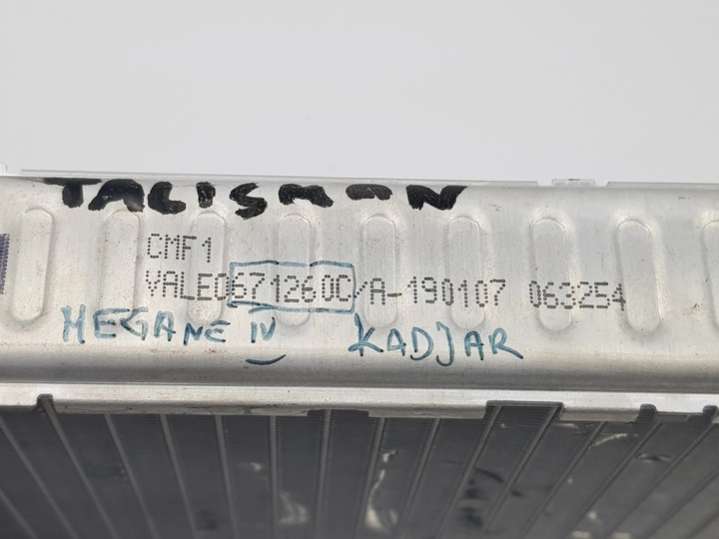 TALISMAN
CMF1
VALEO671260C/A-190107 063254
MEGANE IV KADJAR